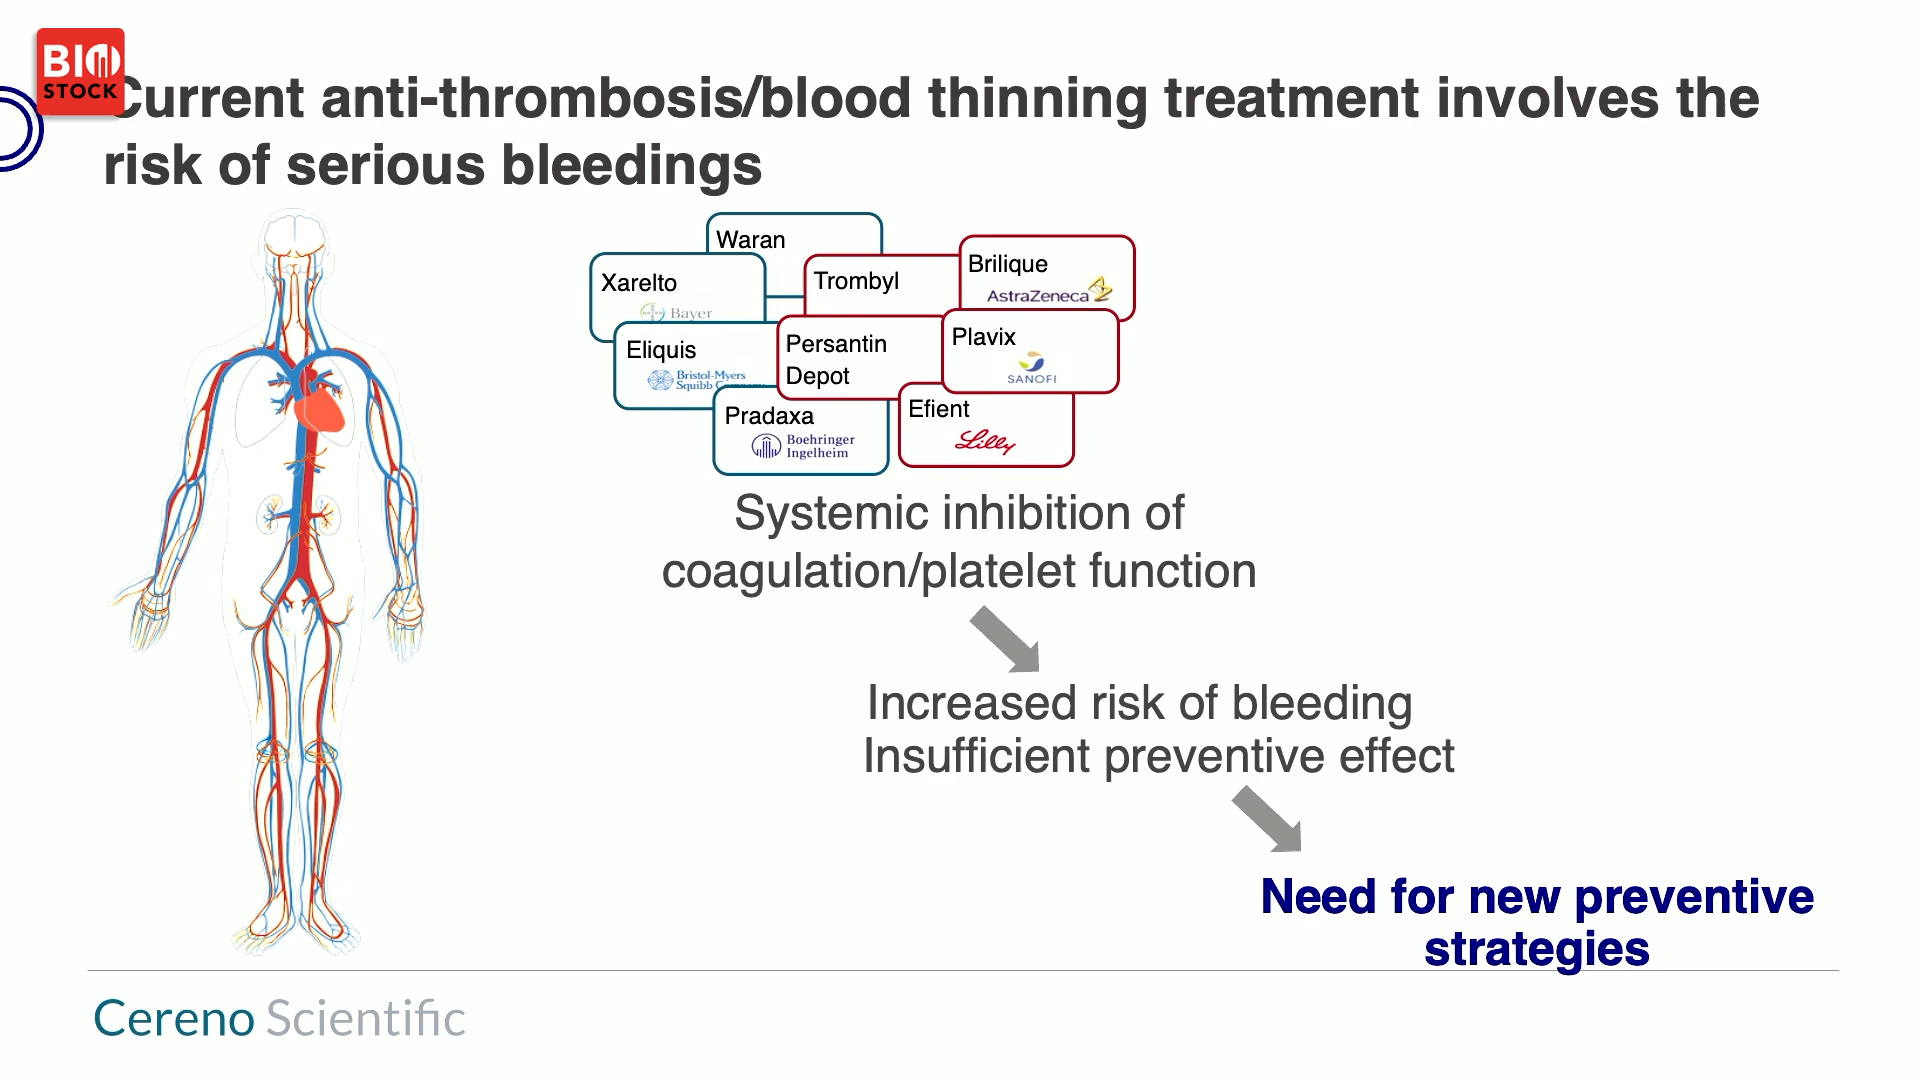 BIO
STOCK
Current anti-thrombosis/blood thinning treatment involves the
risk of serious bleedings
Waran
Xarelto
Bayer
Trombyl
Brilique
AstraZeneca
Eliquis
Bristol-Myers
Squibb
Persantin
Depot
Plavix
SANOFI
Pradaxa
Boehringer
Ingelheim
Efient
Lilly
Systemic inhibition of
coagulation/platelet function
Increased risk of bleeding
Insufficient preventive effect
Need for new preventive
strategies
Cereno Scientific